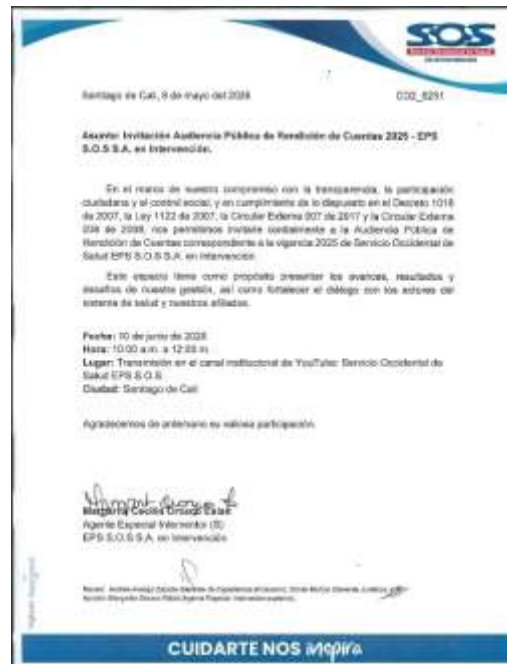 SOS
Santiago de Cali, 8 de mayo del 2026
Asunto: Invitación Audiencia Pública de Rendición de Cuentas 2025 - EPS
S.O.S S.A. en Intervención.
En el marco de nuestro compromiso con la transparencia, la participación
ciudadana y el control social, y en cumplimiento de lo dispuesto en el Decreto 1018
de 2007, la Ley 1122 de 2007, la Circular Externa 007 de 2017 y la Circular Externa
008 de 2008, nos permitimos invitarle cordialmente a la Audiencia Pública de
Rendición de Cuentas correspondiente a la vigencia 2025 de Servicio Occidental de
Salud EPS S.O.S S.A. en Intervención.
Este espacio tiene como propósito presentar los avances, resultados y
desafíos de nuestra gestión, así como fortalecer el diálogo con los actores del
sistema de salud y nuestros afiliados.
Fecha: 10 de junio de 2026
Hora: 10:00 a.m. a 12:00 m.
Lugar: Transmisión en el canal institucional de YouTube: Servicio Occidental de
Salud EPS S.O.S
Ciudad: Santiago de Cali
Agradecemos de antemano su valiosa participación.
Margarita Cecilia Orozco
Agente Especial Interventor (S)
EPS S.O.S S.A. en Intervención
CUIDARTE NOS inspira